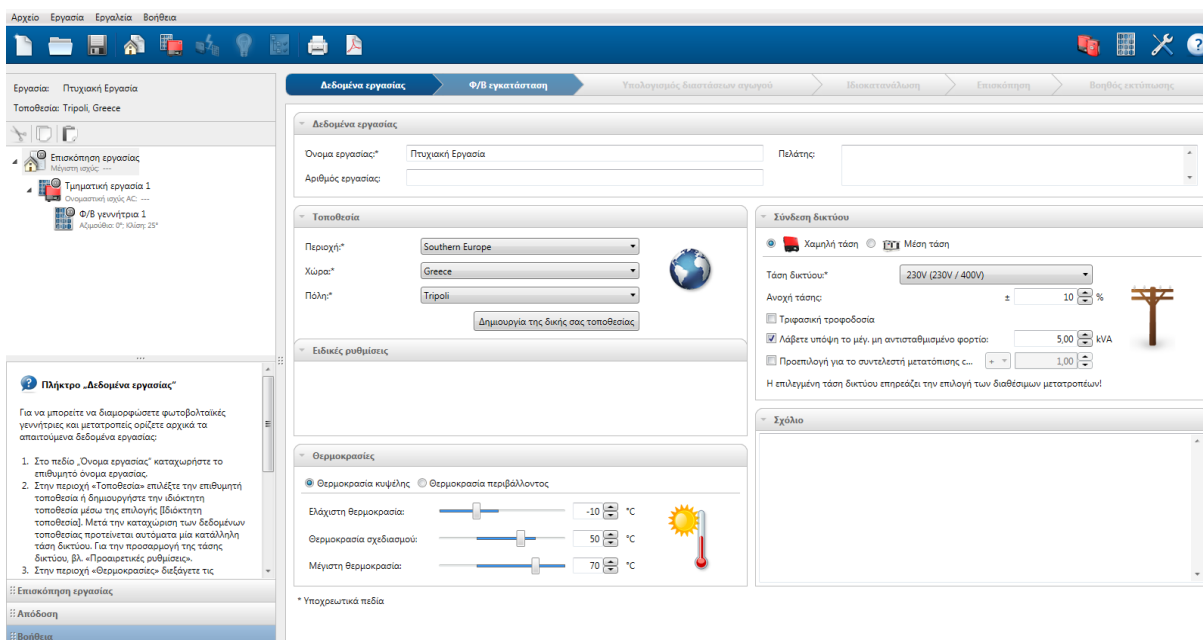 Αρχείο Εργασία Εργαλεία Βοήθεια
Εργασία: Πτυχιακή Εργασία
Τοποθεσία: Tripoli, Greece
Επισκόπηση εργασίας
Μέγιστη ισχύς: ---
Τμηματική εργασία 1
Ονομαστική ισχύς AC: ---
Φ/Β γεννήτρια 1
Αζιμούθιο: 0°; Κλίση: 25°
Πλήκτρο „Δεδομένα εργασίας“
Για να μπορείτε να διαμορφώσετε φωτοβολταϊκές
γεννήτριες και μετατροπείς ορίζετε αρχικά τα
απαιτούμενα δεδομένα εργασίας:
1. Στο πεδίο „Όνομα εργασίας“ καταχωρήστε το
επιθυμητό όνομα εργασίας.
2. Στην περιοχή «Τοποθεσία» επιλέξτε την επιθυμητή
τοποθεσία ή δημιουργήστε την ιδιόκτητη
τοποθεσία μέσω της επιλογής [Ιδιόκτητη
τοποθεσία]. Μετά την καταχώριση των δεδομένων
τοποθεσίας προτείνεται αυτόματα μία κατάλληλη
τάση δικτύου. Για την προσαρμογή της τάσης
δικτύου, βλ. «Προαιρετικές ρυθμίσεις».
3. Στην περιοχή «Θερμοκρασίες» διεξάγετε τις
Επισκόπηση εργασίας
Απόδοση
Βοήθεια
Δεδομένα εργασίας Φ/Β εγκατάσταση Υπολογισμός διαστάσεων αγωγού Ιδιοκατανάλωση Επισκόπηση Βοηθός εκτύπωσης
Δεδομένα εργασίας
Όνομα εργασίας:* Πτυχιακή Εργασία Πελάτης:
Αριθμός εργασίας:
Τοποθεσία
Περιοχή:* Southern Europe
Χώρα:* Greece
Πόλη:* Tripoli
Δημιουργία της δικής σας τοποθεσίας
Ειδικές ρυθμίσεις
Θερμοκρασίες
Θερμοκρασία κυψέλης Θερμοκρασία περιβάλλοντος
Ελάχιστη θερμοκρασία: -10 °C
Θερμοκρασία σχεδιασμού: 50 °C
Μέγιστη θερμοκρασία: 70 °C
* Υποχρεωτικά πεδία
Σύνδεση δικτύου
Χαμηλή τάση Μέση τάση
Τάση δικτύου:* 230V (230V / 400V)
Ανοχή τάσης: ± 10 %
Τριφασική τροφοδοσία
Λάβετε υπόψη το μέγ. μη αντισταθμισμένο φορτίο: 5,00 kVA
Προεπιλογή για το συντελεστή μετατόπισης c... + 1,00
Η επιλεγμένη τάση δικτύου επηρεάζει την επιλογή των διαθέσιμων μετατροπέων!
Σχόλιο